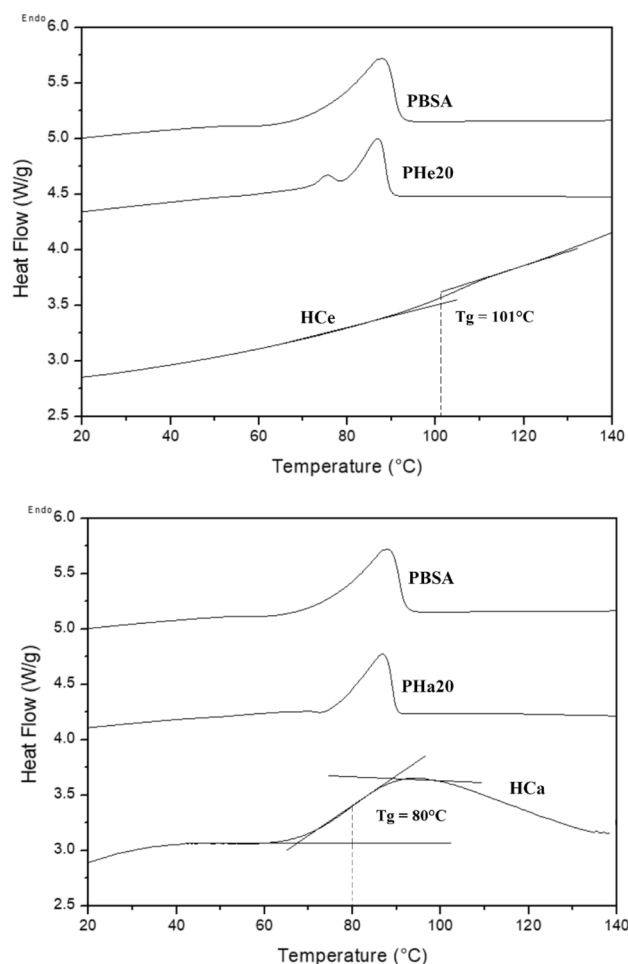 Endo
6.0
5.5
5.0
4.5
4.0
3.5
3.0
2.5
Heat Flow (W/g)
PBSA
PHe20
HCe
Tg = 101°C
20 40 60 80 100 120 140
Temperature (°C)
Endo
6.0
5.5
5.0
4.5
4.0
3.5
3.0
2.5
Heat Flow (W/g)
PBSA
PHa20
HCa
Tg = 80°C
20 40 60 80 100 120 140
Temperature (°C)